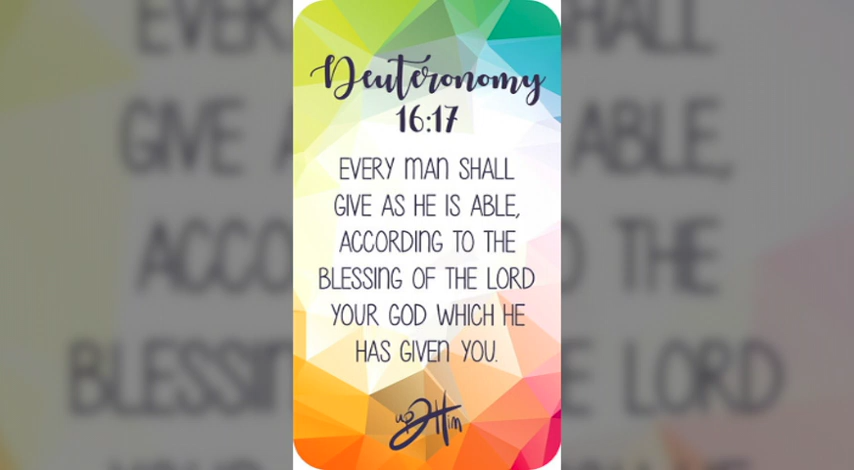 Deuteronomy
16:17
EVERY MAN SHALL
GIVE AS HE IS ABLE,
ACCORDING TO THE
BLESSING OF THE LORD
YOUR GOD WHICH HE
HAS GIVEN YOU.
up2Him